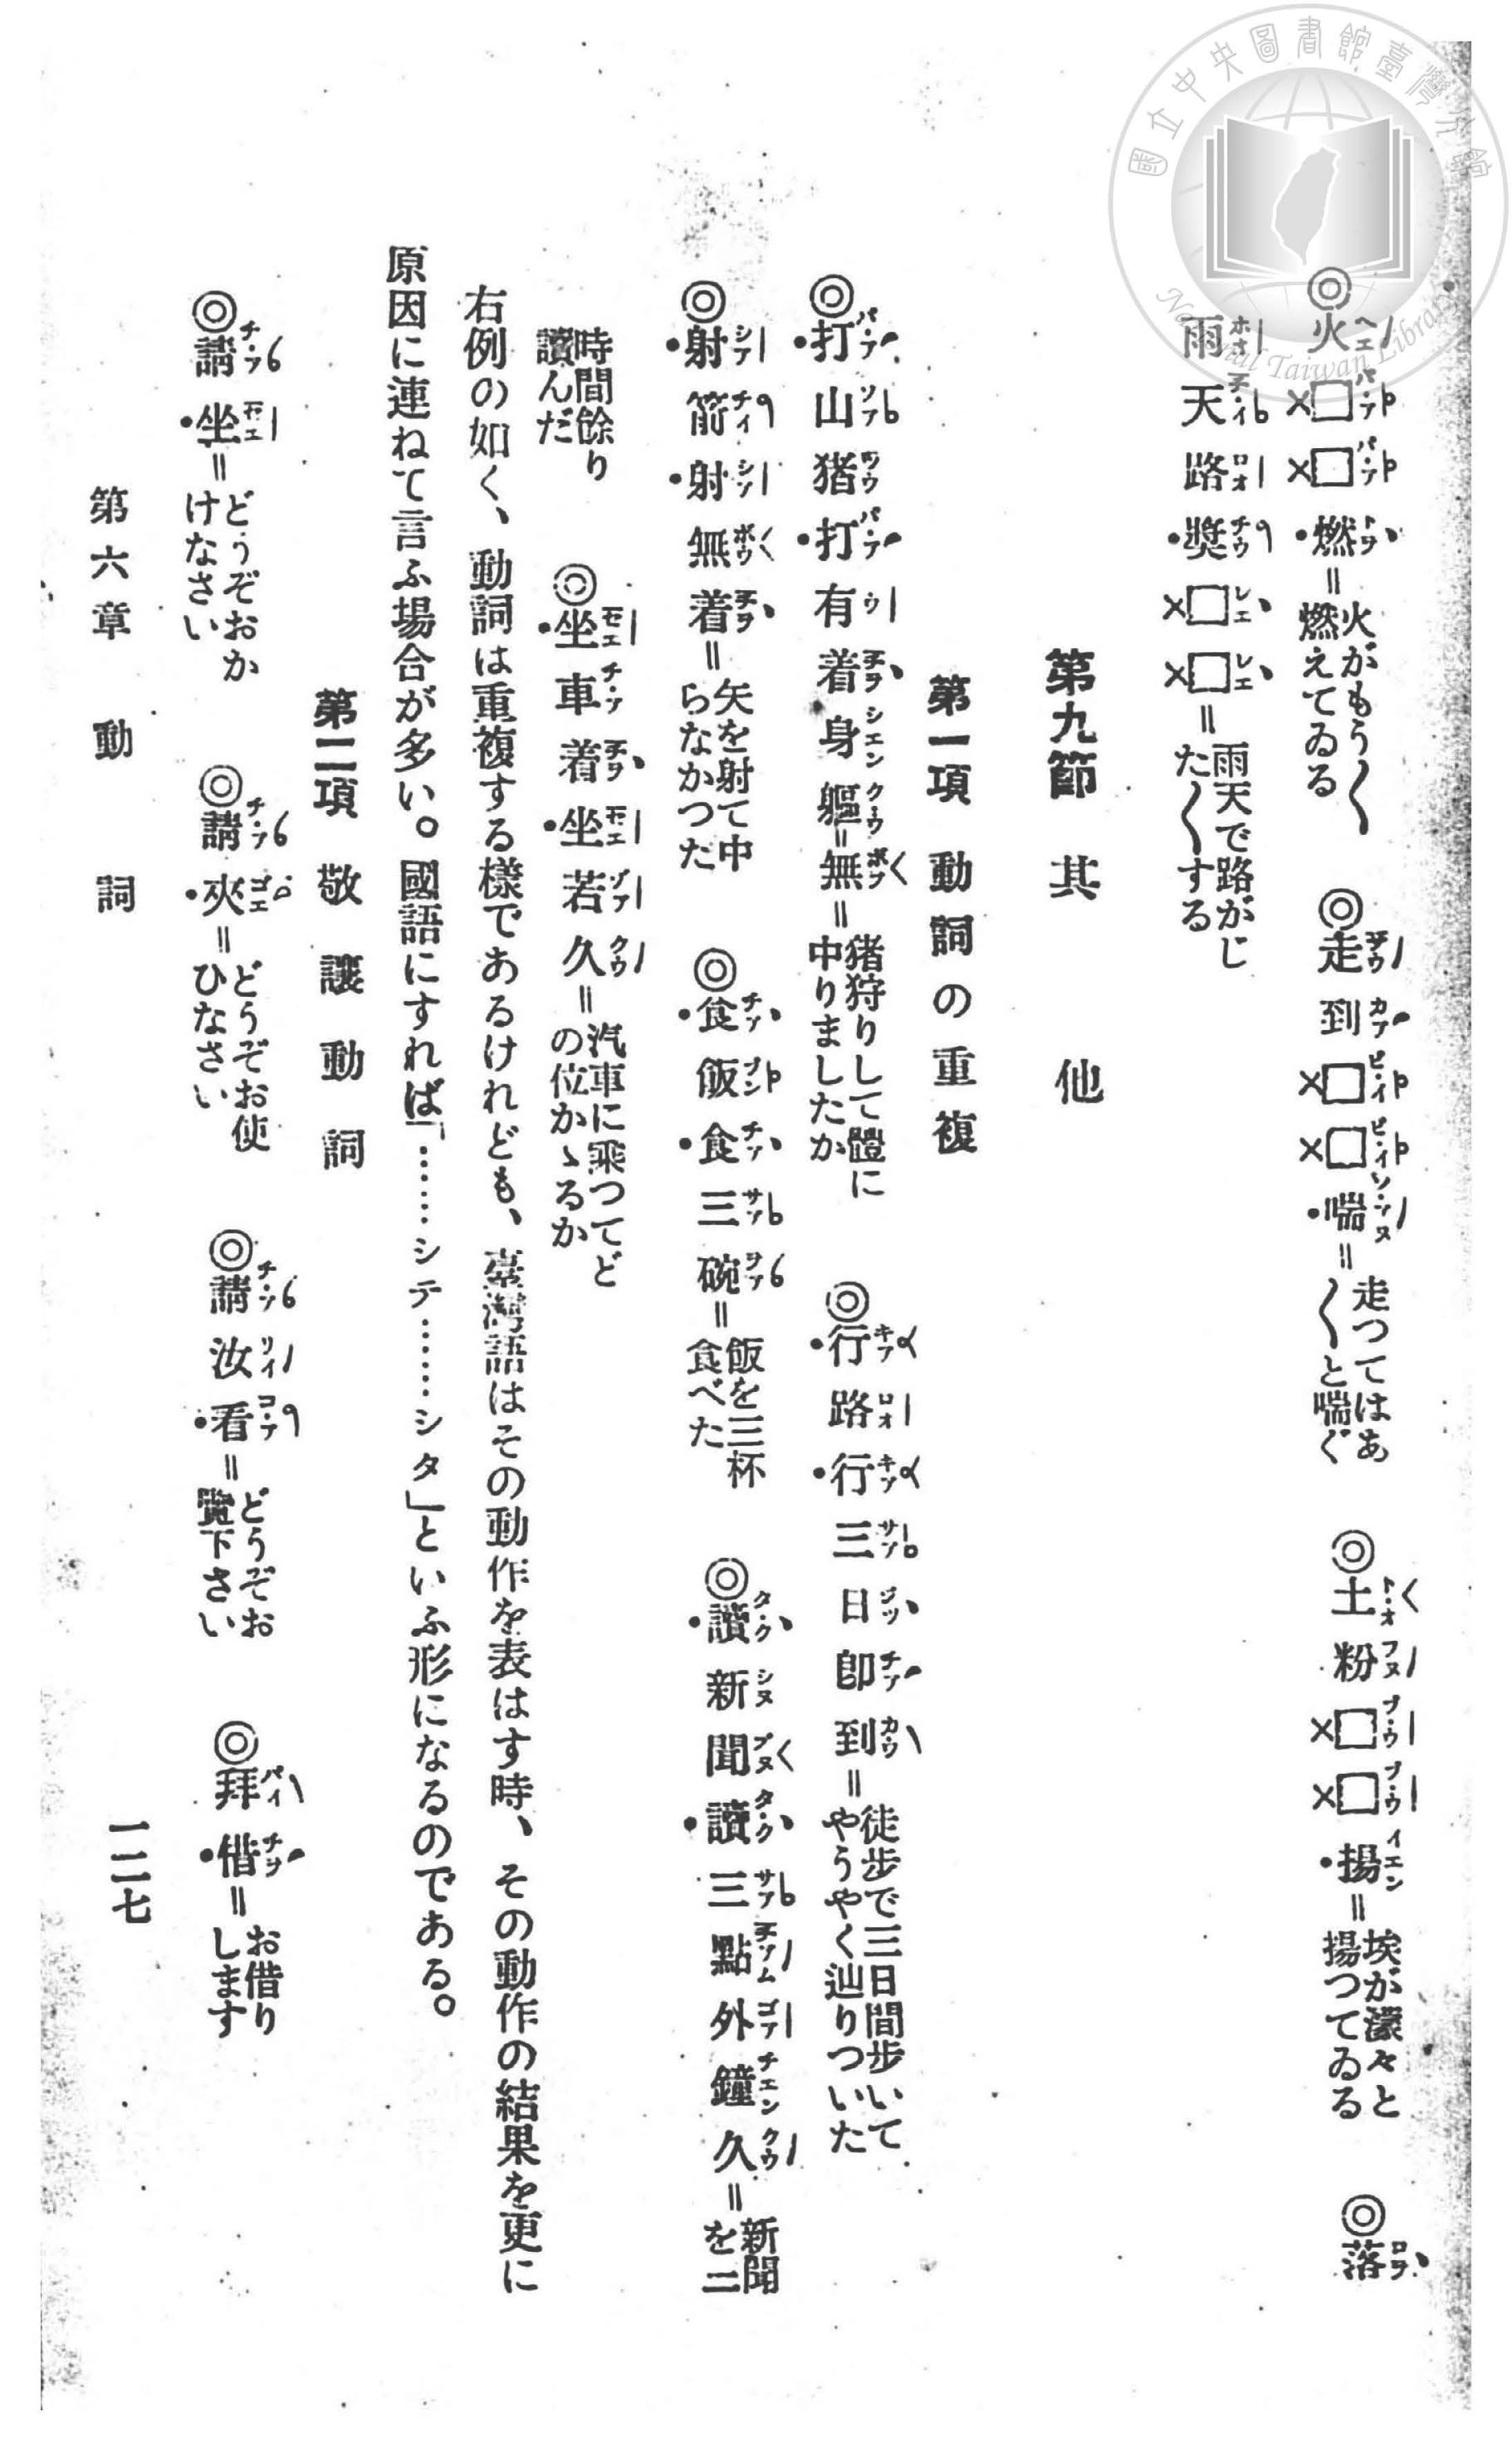 國立中央圖書館臺灣分館
National Taiwan Library
◎火□□燃=火がもう〱燃えてゐる ◎走到□□喘=走つてはあ〱と喘ぐ ◎土粉□□揚=埃が濛々と揚つてゐる ◎落
雨天路奬□□=雨天で路がじた〱する
第九節 其他
第一項 動詞の重複
◎打山猪打有着身軀=無=猪狩りして體に中りましたか ◎行路行三日卽到=徒步で三日間步いてやうやく辿りついた
◎射箭射無着=矢を射て中らなかつた ◎食飯食三碗=飯を三杯食べた ◎讀新聞讀三點外鐘久=新聞を二
時間餘り讀んだ ◎坐車着坐若久=汽車に乘つてどの位かゝるか
右例の如く、動詞は重複する樣であるけれども、臺灣語はその動作を表はす時、その動作の結果を更に
原因に連ねて言ふ場合が多い。國語にすれば「……シテ……シタ」といふ形になるのである。
第二項 敬讓動詞
◎請坐=どうぞおかけなさい ◎請夾=どうぞお使ひなさい ◎請汝看=どうぞお覽下さい ◎拜借=お借りします
第六章 動詞 一二七